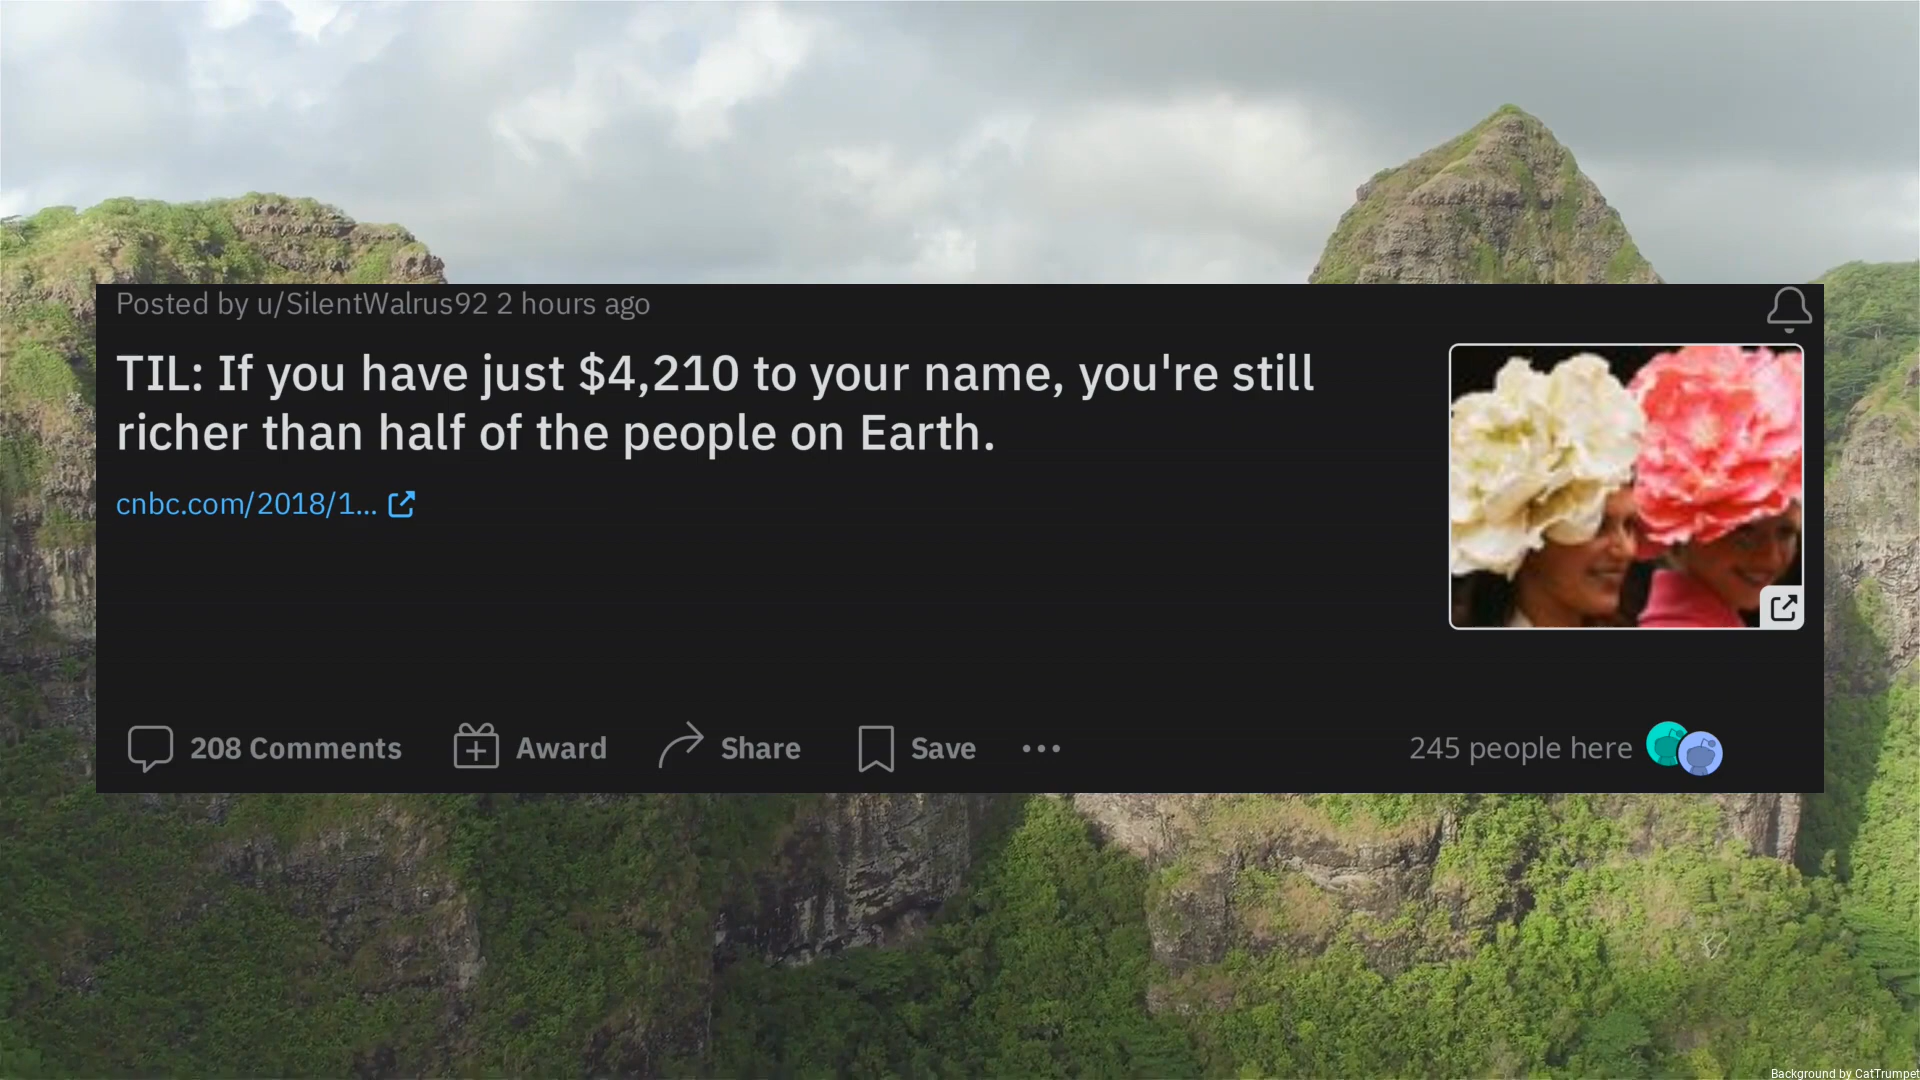 Posted by u/SilentWalrus92 2 hours ago
TIL: If you have just $4,210 to your name, you're still
richer than half of the people on Earth.
cnbc.com/2018/1...
208 Comments Award Share Save 245 people here
Background by CatTrumpet